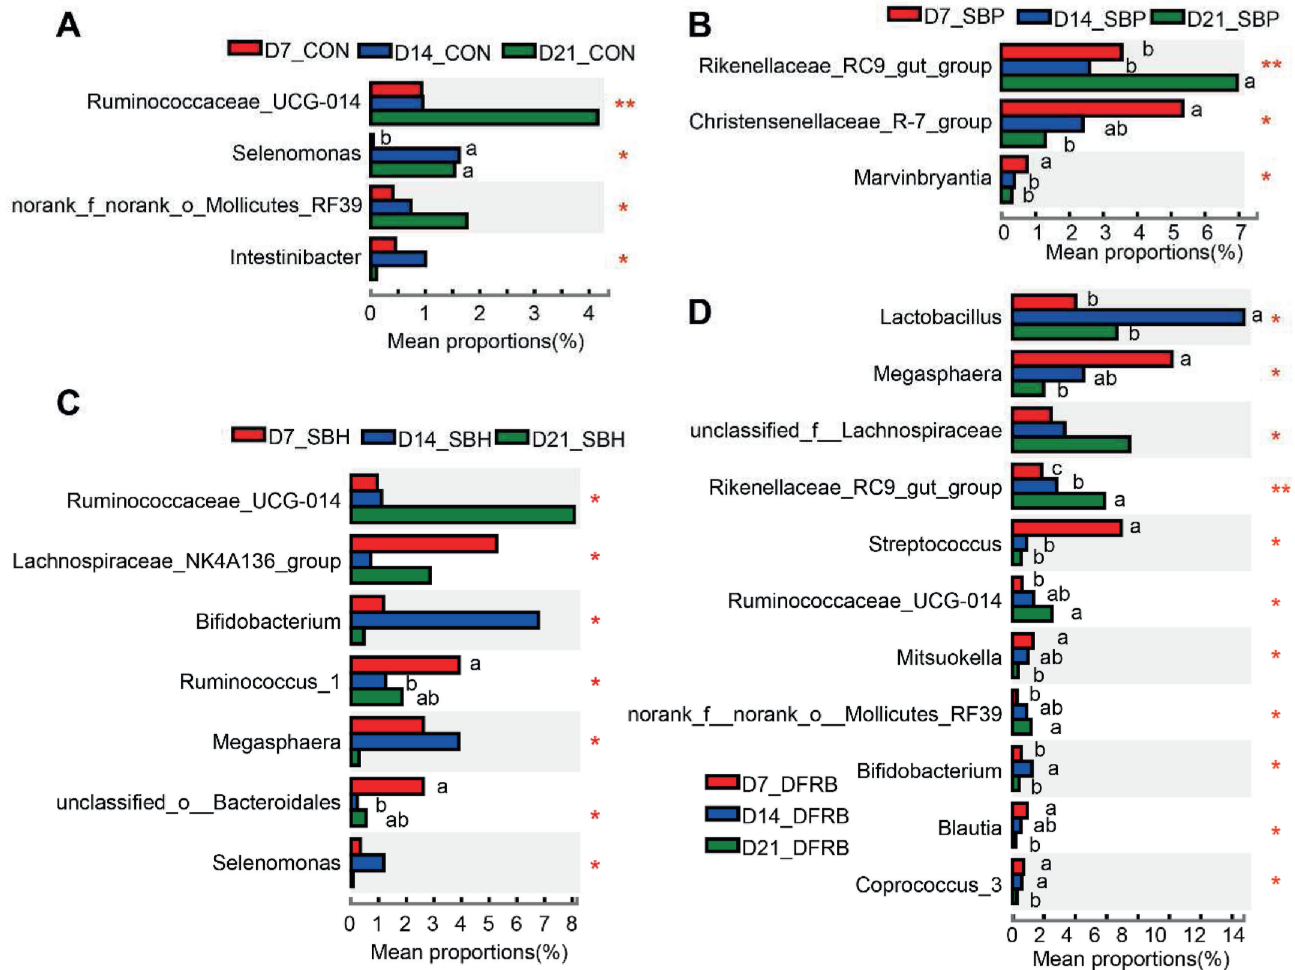 A
D7_CON D14_CON D21_CON
Ruminococcaceae_UCG-014 **
Selenomonas b a a *
norank_f_norank_o_Mollicutes_RF39 *
Intestinibacter *
0 1 2 3 4
Mean proportions(%)
B
D7_SBP D14_SBP D21_SBP
Rikenellaceae_RC9_gut_group b b a **
Christensenellaceae_R-7_group a ab b *
Marvinbryantia a b b *
0 1 2 3 4 5 6 7
Mean proportions(%)
C
D7_SBH D14_SBH D21_SBH
Ruminococcaceae_UCG-014 *
Lachnospiraceae_NK4A136_group *
Bifidobacterium *
Ruminococcus_1 a b ab *
Megasphaera *
unclassified_o__Bacteroidales a b ab *
Selenomonas *
0 1 2 3 4 5 6 7 8
Mean proportions(%)
D
Lactobacillus b a b *
Megasphaera a ab b *
unclassified_f__Lachnospiraceae *
Rikenellaceae_RC9_gut_group c b a **
Streptococcus a b b *
Ruminococcaceae_UCG-014 b ab a *
Mitsuokella a ab b *
norank_f__norank_o__Mollicutes_RF39 b ab a *
Bifidobacterium b a b *
Blautia a ab b *
Coprococcus_3 a a b *
D7_DFRB
D14_DFRB
D21_DFRB
0 2 4 6 8 10 12 14
Mean proportions(%)